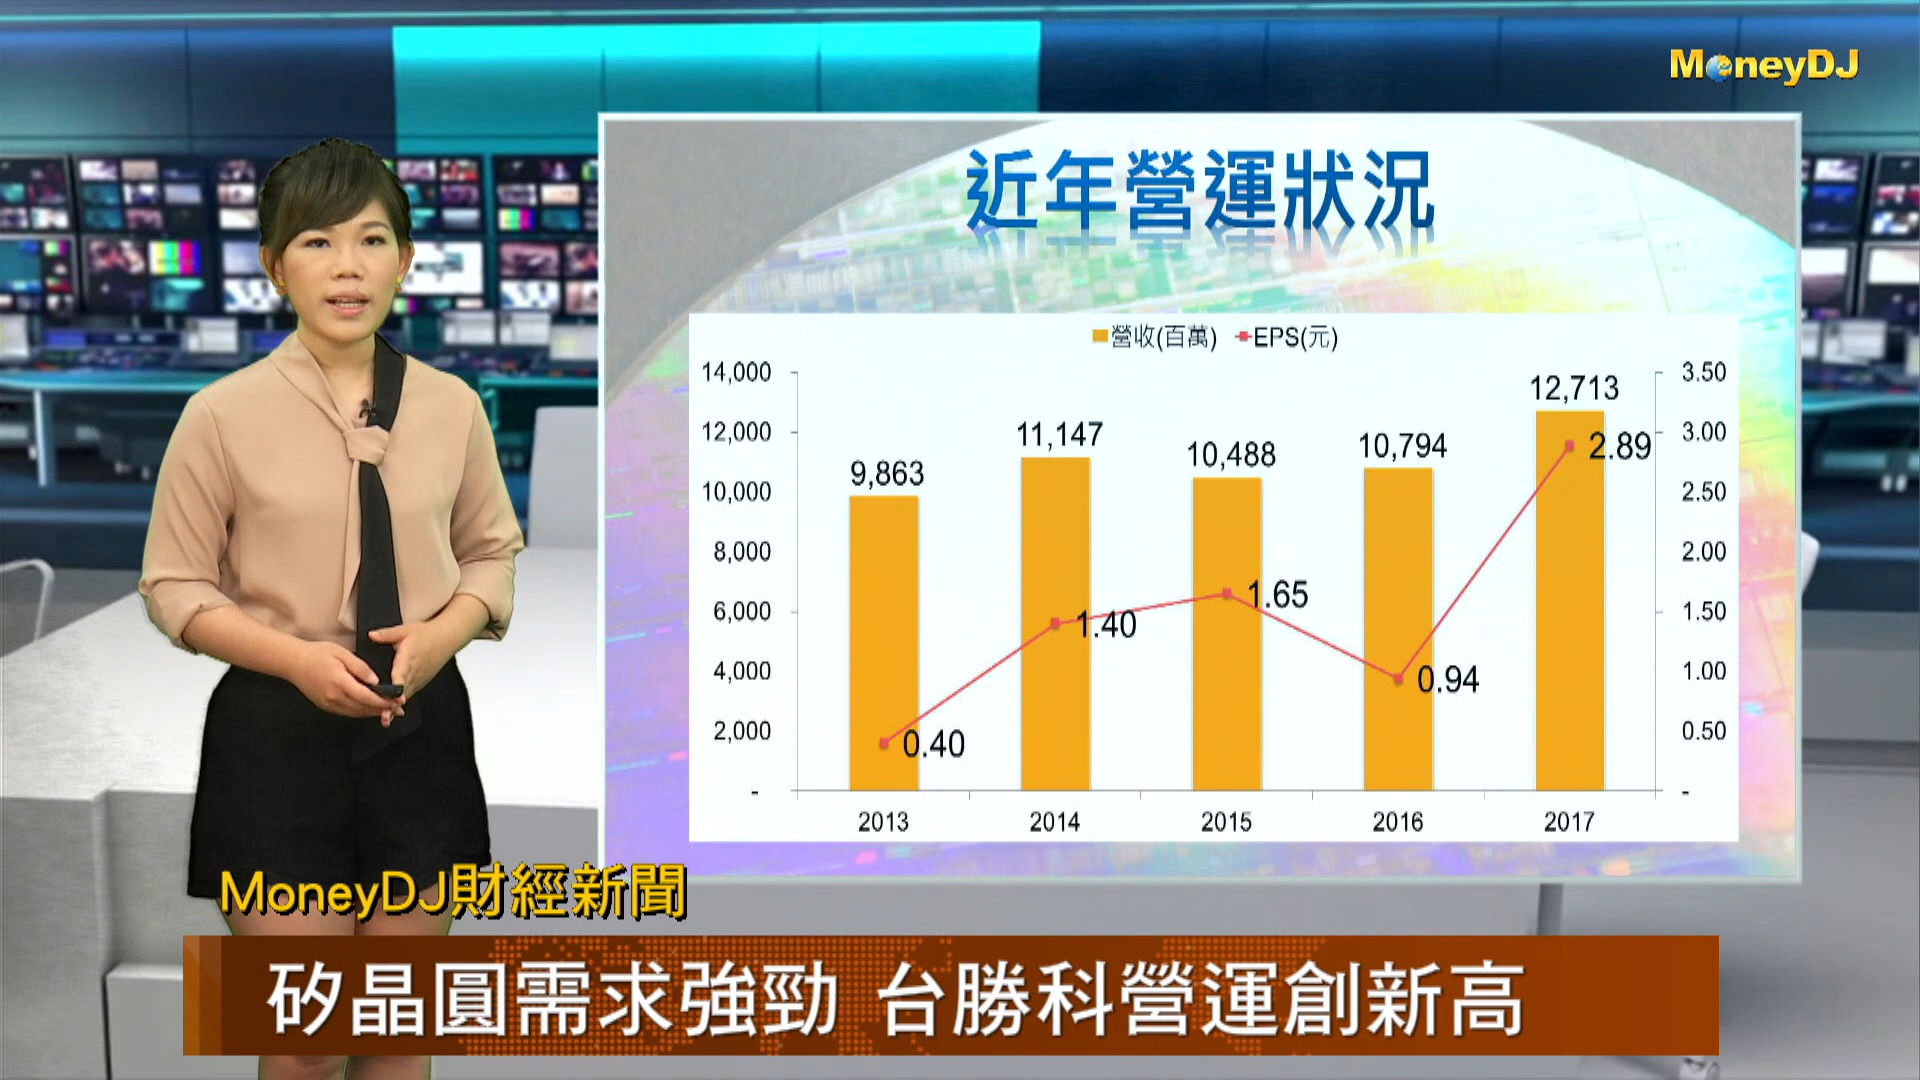 MoneyDJ
近年營運狀況
營收(百萬) EPS(元)
14,000 3.50
12,713
12,000 11,147 3.00
10,488 10,794 2.89
9,863
10,000 2.50
8,000 2.00
1.65
6,000 1.40 1.50
4,000 0.94 1.00
2,000 0.40 0.50
- -
2013 2014 2015 2016 2017
MoneyDJ財經新聞
矽晶圓需求強勁 台勝科營運創新高